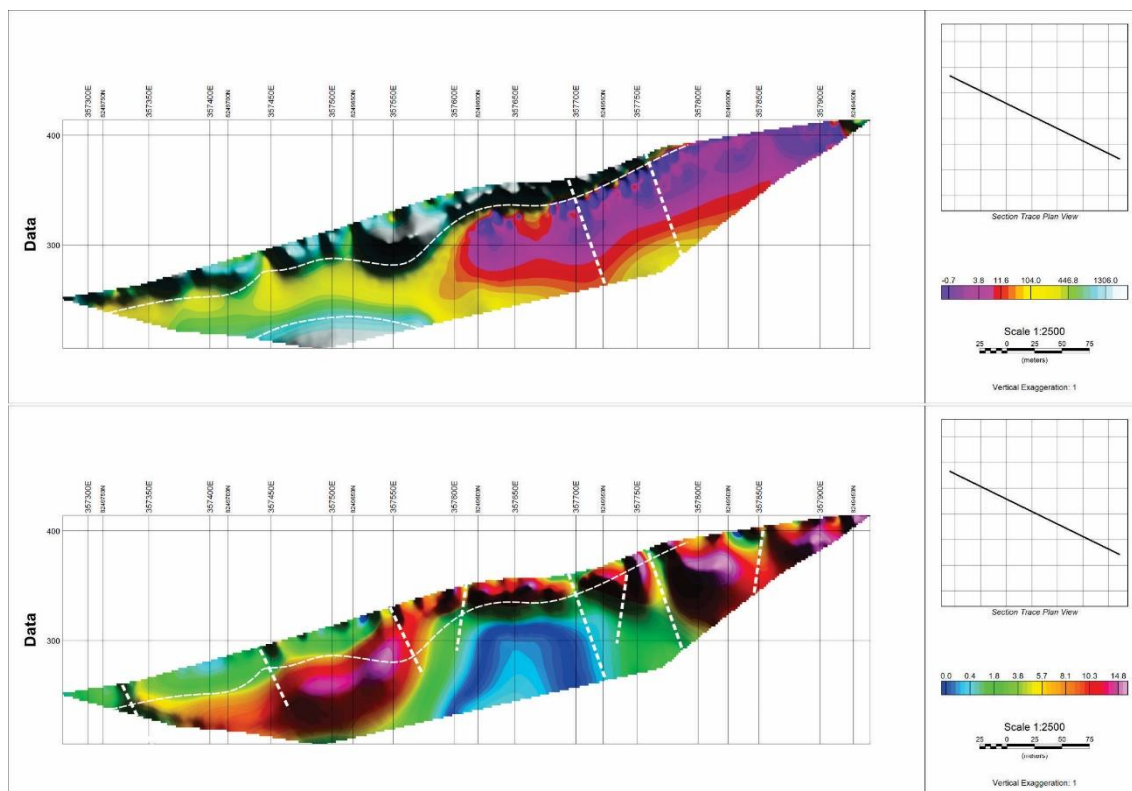 357300E 357350E 357400E 357450E 357500E 357550E 357600E 357650E 357700E 357750E 357800E 357850E 357900E
400
300
Data
Section Trace Plan View
-0.7 3.8 11.6 104.0 446.8 1306.0
Scale 1:2500
25 0 25 50 75
(meters)
Vertical Exaggeration: 1
357300E 357350E 357400E 357450E 357500E 357550E 357600E 357650E 357700E 357750E 357800E 357850E 357900E
400
300
Data
Section Trace Plan View
0.0 0.4 1.8 3.8 5.7 8.1 10.3 14.8
Scale 1:2500
25 0 25 50 75
(meters)
Vertical Exaggeration: 1